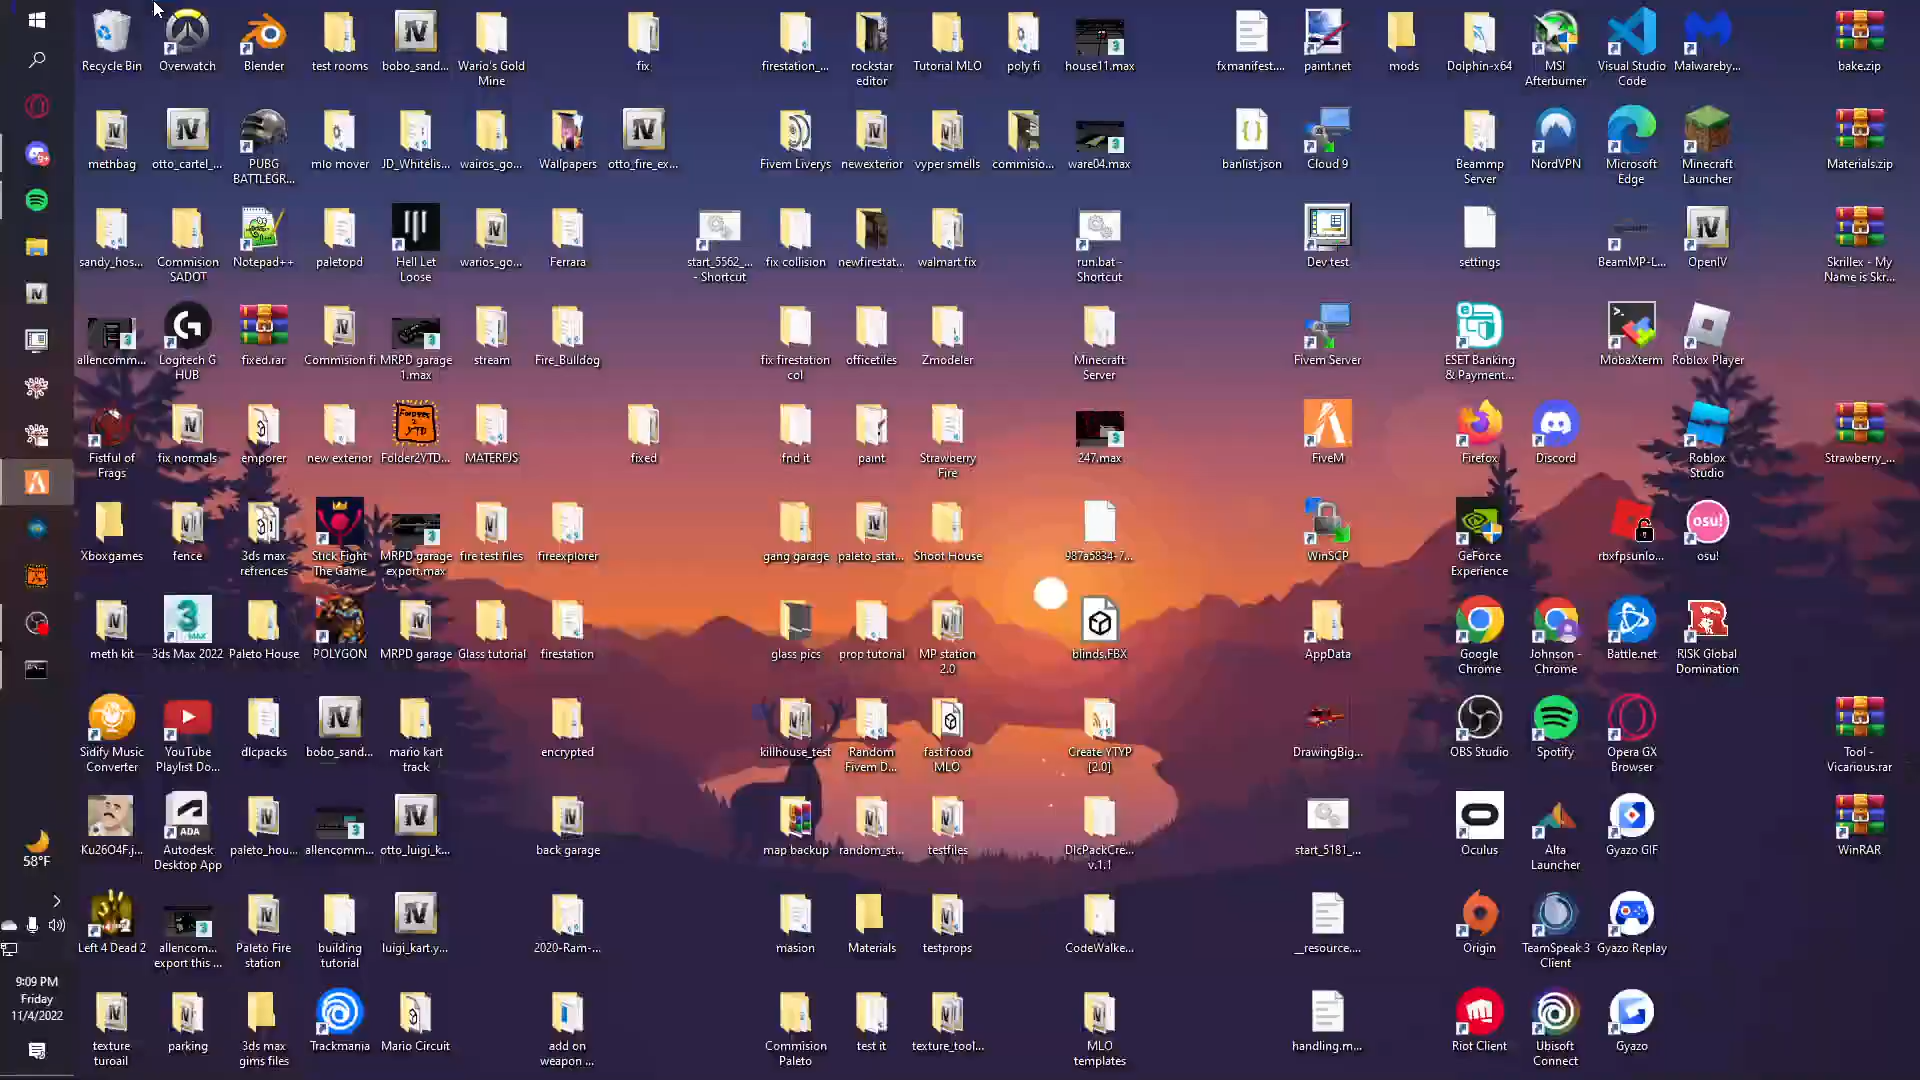 Recycle Bin
Overwatch
Blender
test rooms
bobo_sand...
Wario's Gold
Mine
fix
firestation_...
rockstar
editor
Tutorial MLO
poly fi
house11.max
fxmanifest....
paint.net
mods
Dolphin-x64
MSI
Afterburner
Visual Studio
Code
Malwareby...
bake.zip
methbag
otto_cartel_...
PUBG
BATTLEGR...
mlo mover
JD_Whitelis...
wairos_go...
Wallpapers
otto_fire_ex...
Fivem Liverys
newexterior
vyper smells
commisio...
ware04.max
banlist.json
Cloud 9
Beammp
Server
NordVPN
Microsoft
Edge
Minecraft
Launcher
Materials.zip
sandy_hos...
Commision
SADOT
Notepad++
paletopd
Hell Let
Loose
warios_go...
Ferrara
start_5562_...
- Shortcut
fix collision
newfirestat...
walmart fix
run.bat -
Shortcut
Dev test
settings
BeamMP-L...
OpenIV
Skrillex - My
Name is Skr...
allencomm...
Logitech G
HUB
fixed.rar
Commision fi
MRPD garage
1.max
stream
Fire_Bulldog
fix firestation
col
officetiles
Zmodeler
Minecraft
Server
Fivem Server
ESET Banking
& Payment...
MobaXterm
Roblox Player
Fistful of
Frags
fix normals
emporer
new exterior
Folder2YTD...
MATERFJS
fixed
fnd it
paint
Strawberry
Fire
247.max
FiveM
Firefox
Discord
Roblox
Studio
Strawberry_...
Xboxgames
fence
3ds max
refrences
Stick Fight
The Game
MRPD garage
export.max
fire test files
fireexplorer
gang garage
paleto_stat...
Shoot House
987a5834-7...
WinSCP
GeForce
Experience
rbxfpsunlo...
osu!
osu!
meth kit
3ds Max 2022
Paleto House
POLYGON
MRPD garage
Glass tutorial
firestation
glass pics
prop tutorial
MP station
2.0
blinds.FBX
AppData
Google
Chrome
Johnson -
Chrome
Battle.net
RISK Global
Domination
Sidify Music
Converter
YouTube
Playlist Do...
dlcpacks
bobo_sand...
mario kart
track
encrypted
killhouse_test
Random
Fivem D...
fast food
MLO
Create YTYP
[2.0]
DrawingBig...
OBS Studio
Spotify
Opera GX
Browser
Tool -
Vicarious.rar
58°F
Ku26O4F.j...
ADA
Autodesk
Desktop App
paleto_hou...
allencomm...
otto_luigi_k...
back garage
map backup
random_st...
testfiles
DlcPackCre...
v.1.1
start_5181_...
Oculus
Alta
Launcher
Gyazo GIF
WinRAR
Left 4 Dead 2
allencom...
export this ...
Paleto Fire
station
building
tutorial
luigi_kart.y...
2020-Ram-...
masion
Materials
testprops
CodeWalke...
__resource....
Origin
TeamSpeak 3
Client
Gyazo Replay
9:09 PM
Friday
11/4/2022
texture
turoail
parking
3ds max
gims files
Trackmania
Mario Circuit
add on
weapon ...
Commision
Paleto
test it
texture_tool...
MLO
templates
handling.m...
Riot Client
Ubisoft
Connect
Gyazo